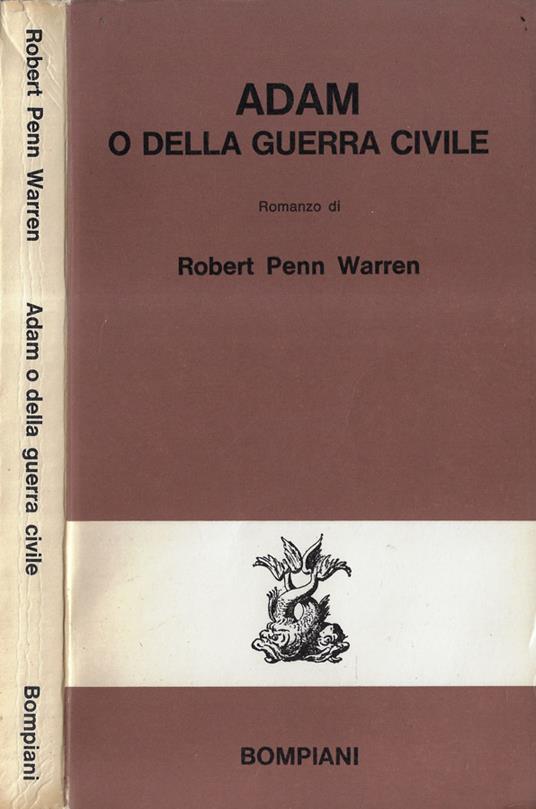 Robert Penn Warren Adam o della guerra civile Bompiani
ADAM
O DELLA GUERRA CIVILE
Romanzo di
Robert Penn Warren
BOMPIANI